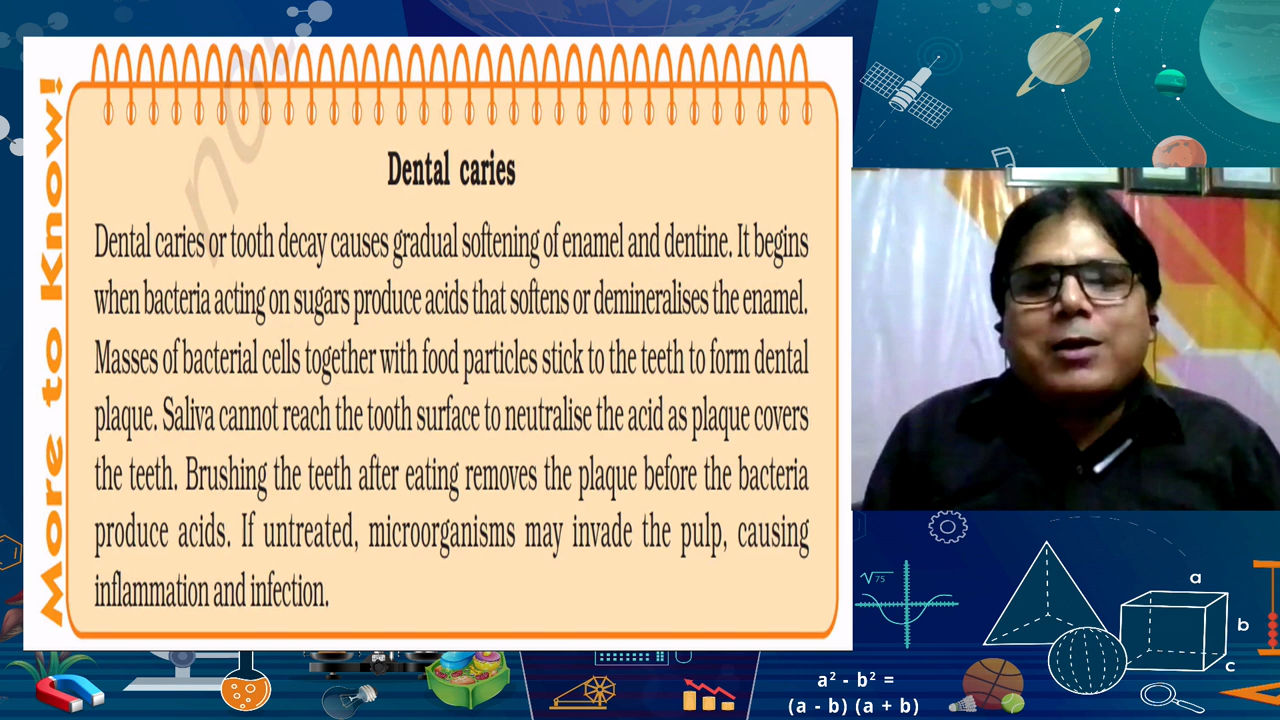 More to Know!
Dental caries
Dental caries or tooth decay causes gradual softening of enamel and dentine. It begins
when bacteria acting on sugars produce acids that softens or demineralises the enamel.
Masses of bacterial cells together with food particles stick to the teeth to form dental
plaque. Saliva cannot reach the tooth surface to neutralise the acid as plaque covers
the teeth. Brushing the teeth after eating removes the plaque before the bacteria
produce acids. If untreated, microorganisms may invade the pulp, causing
inflammation and infection.
no
√75
a
b
c
a² - b² =
(a - b) (a + b)